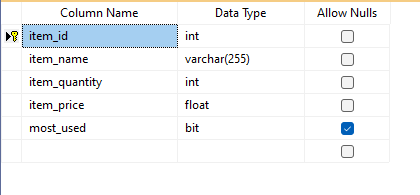 Column Name Data Type Allow Nulls
item_id int
item_name varchar(255)
item_quantity int
item_price float
most_used bit